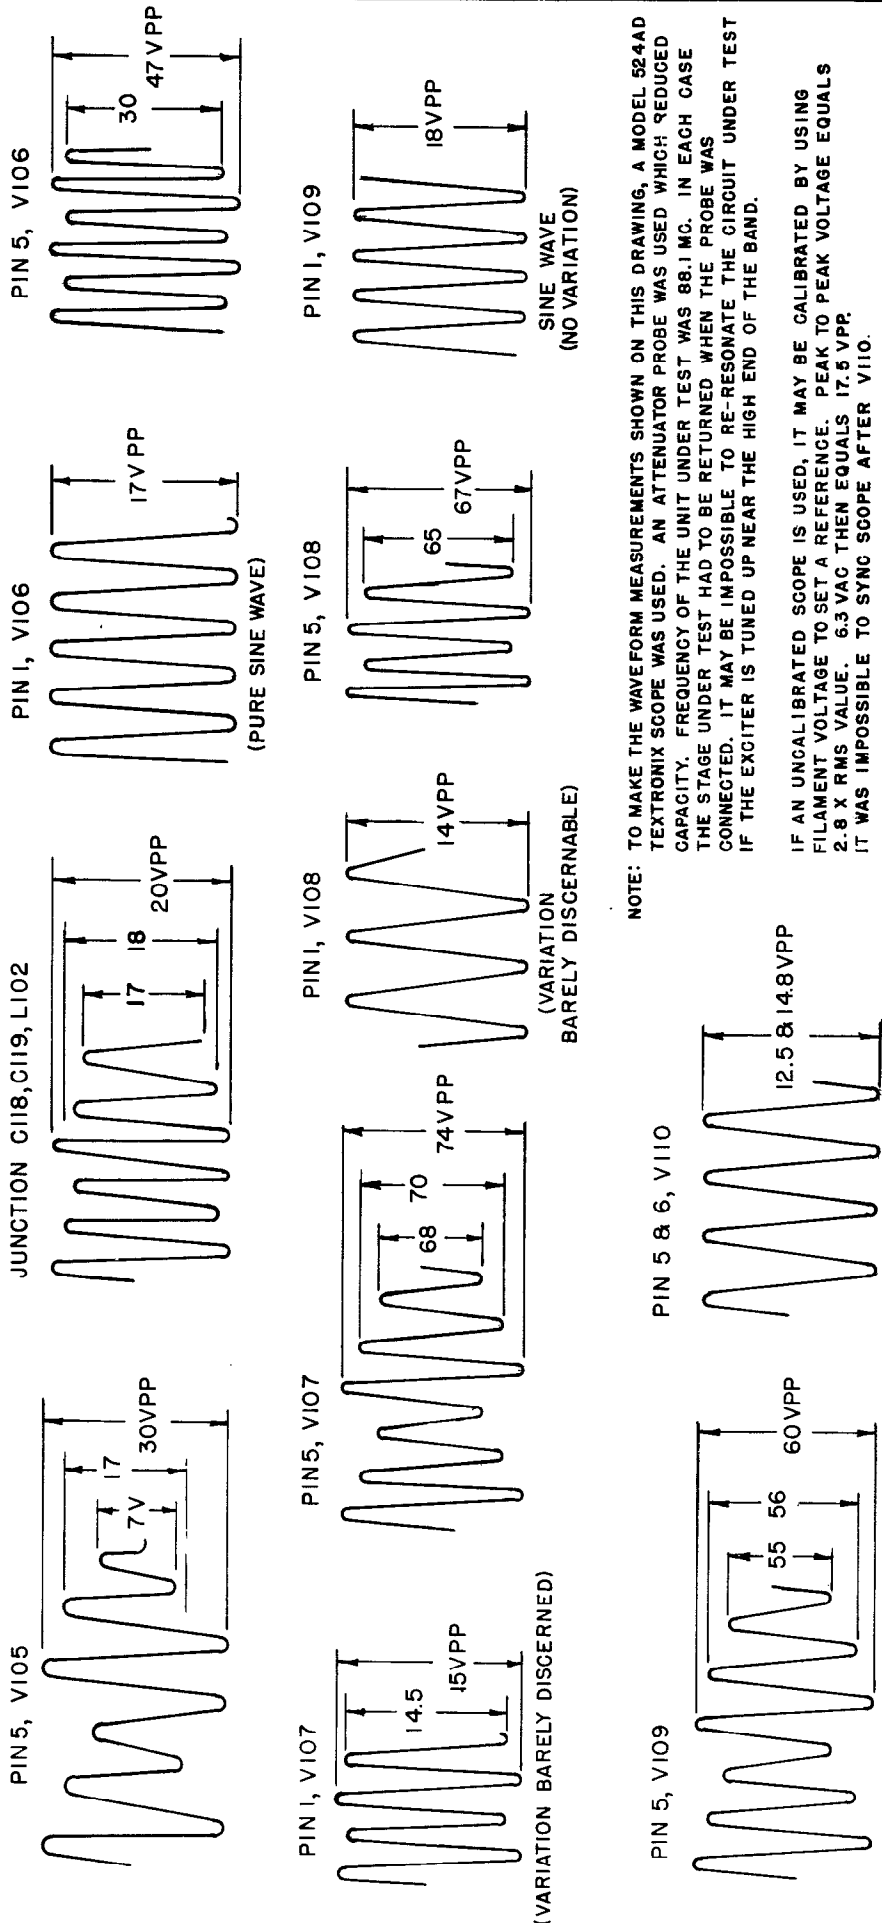 PIN 5, V105
7V
17
30VPP
JUNCTION C118, C119, L102
17
18
20VPP
PIN 1, V106
17VPP
(PURE SINE WAVE)
PIN 5, V106
30
47VPP
PIN 1, V107
14.5
15VPP
(VARIATION BARELY DISCERNED)
PIN 5, V107
68
70
74VPP
PIN 1, V108
14VPP
(VARIATION
BARELY DISCERNABLE)
PIN 5, V108
65
67VPP
PIN 1, V109
18VPP
SINE WAVE
(NO VARIATION)
PIN 5, V109
55
56
60VPP
PIN 5 & 6, V110
12.5 & 14.8VPP
NOTE: TO MAKE THE WAVEFORM MEASUREMENTS SHOWN ON THIS DRAWING, A MODEL 524AD
TEXTRONIX SCOPE WAS USED. AN ATTENUATOR PROBE WAS USED WHICH REDUCED
CAPACITY. FREQUENCY OF THE UNIT UNDER TEST WAS 88.1 MC. IN EACH CASE
THE STAGE UNDER TEST HAD TO BE RETURNED WHEN THE PROBE WAS
CONNECTED. IT MAY BE IMPOSSIBLE TO RE-RESONATE THE CIRCUIT UNDER TEST
IF THE EXCITER IS TUNED UP NEAR THE HIGH END OF THE BAND.
IF AN UNCALIBRATED SCOPE IS USED, IT MAY BE CALIBRATED BY USING
FILAMENT VOLTAGE TO SET A REFERENCE. PEAK TO PEAK VOLTAGE EQUALS
2.8 X RMS VALUE. 6.3 VAC THEN EQUALS 17.5 VPP.
IT WAS IMPOSSIBLE TO SYNC SCOPE AFTER V110.